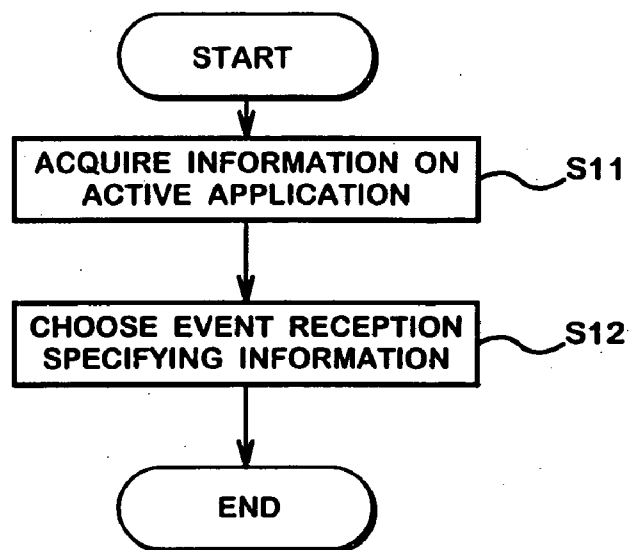 START
ACQUIRE INFORMATION ON
ACTIVE APPLICATION
S11
CHOOSE EVENT RECEPTION
SPECIFYING INFORMATION
S12
END